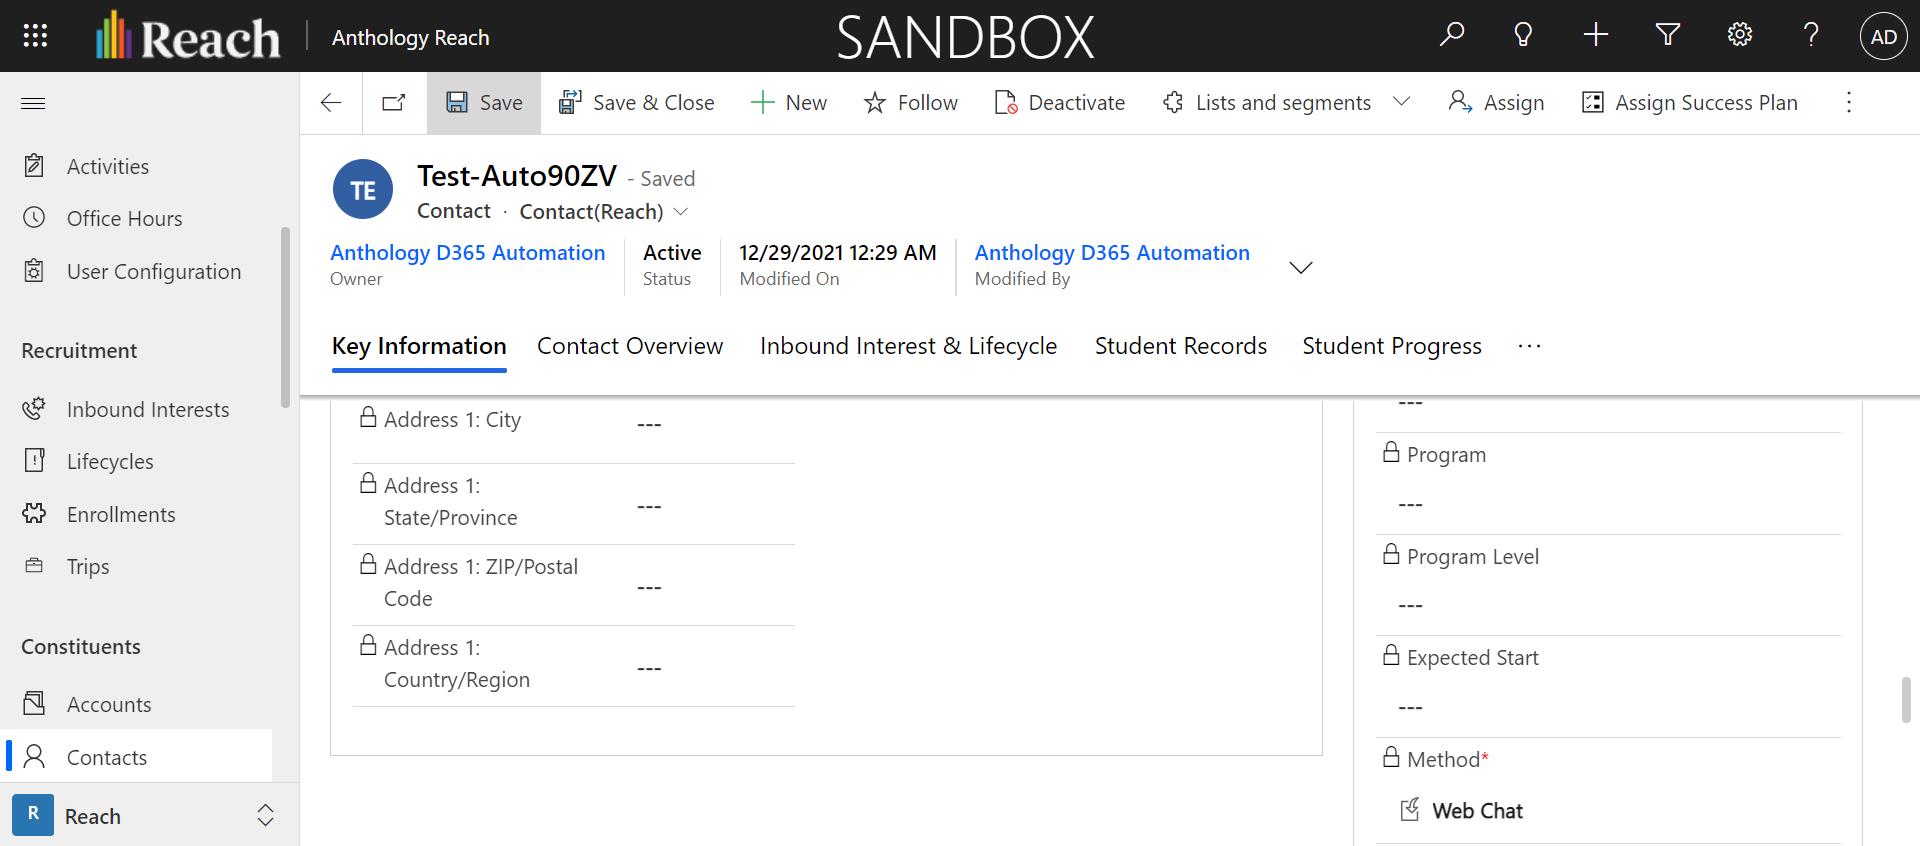 Reach
Anthology Reach
SANDBOX
AD
Save
Save & Close
New
Follow
Deactivate
Lists and segments
Assign
Assign Success Plan
Activities
Office Hours
User Configuration
Recruitment
Inbound Interests
Lifecycles
Enrollments
Trips
Constituents
Accounts
Contacts
R
Reach
TE
Test-Auto90ZV - Saved
Contact · Contact(Reach)
Anthology D365 Automation
Owner
Active
Status
12/29/2021 12:29 AM
Modified On
Anthology D365 Automation
Modified By
Key Information
Contact Overview
Inbound Interest & Lifecycle
Student Records
Student Progress
···
Address 1: City
---
Address 1:
State/Province
---
Address 1: ZIP/Postal
Code
---
Address 1:
Country/Region
---
---
Program
---
Program Level
---
Expected Start
---
Method*
Web Chat